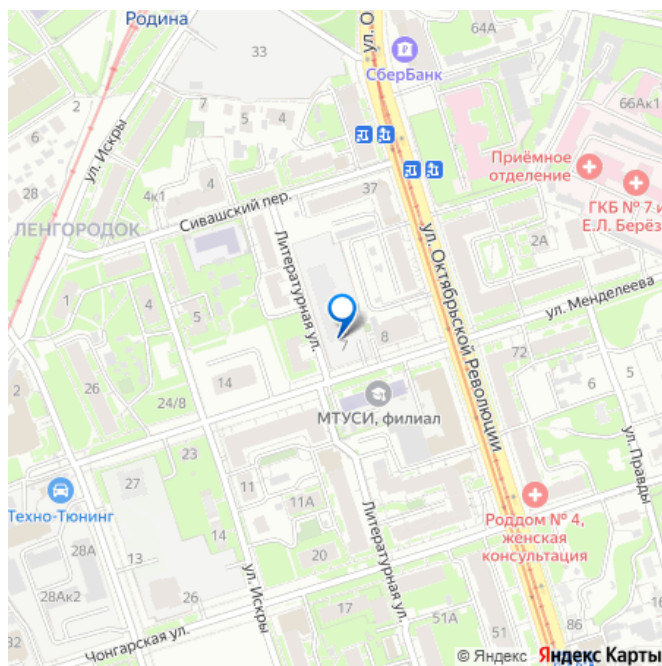 Родина
ул. О
64А
33
СберБанк
2
7
5
4
6
66Ак1
ул. Искры
Приёмное
отделение
28
4к1
4
37
ГКБ № 7 и
Е.Л. Берёз
Сивашский пер.
ЛЕНГОРОДОК
ул. Октябрьской Революции
2А
Литературная ул.
ул. Менделеева
1
4
5
7
8
72
6
5
26
14
2
24/8
МТУСИ, филиал
ул. Правды
23
27
11
11А
Техно-Тюнинг
Роддом № 4,
женская
консультация
Литературная ул.
28А
13
14
20
28Ак2
26
ул. Искры
17
51А
16
32
Чонгарская ул.
51
86
© Яндекс Яндекс Карты